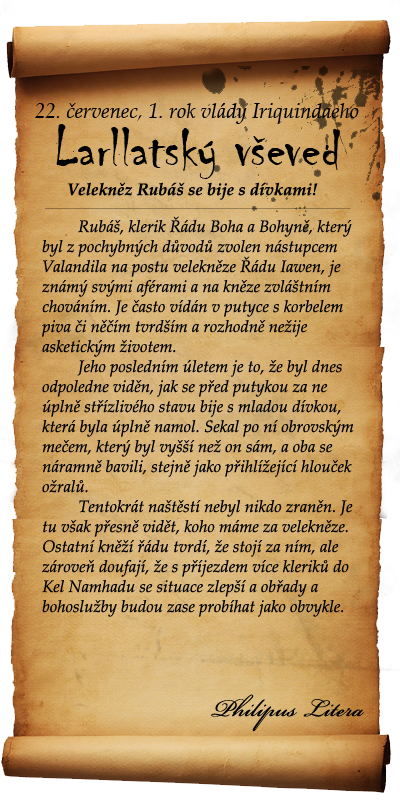 22. červenec, 1. rok vlády Iriquindaeho
Larllatský vševed
Velekněz Rubáš se bije s dívkami!
Rubáš, klerik Řádu Boha a Bohyně, který
byl z pochybných důvodů zvolen nástupcem
Valandila na postu velekněze Řádu Iawen, je
známý svými aférami a na kněze zvláštním
chováním. Je často vídán v putyce s korbelem
piva či něčím tvrdším a rozhodně nežije
asketickým životem.
Jeho posledním úletem je to, že byl dnes
odpoledne viděn, jak se před putykou za ne
úplně střízlivého stavu bije s mladou dívkou,
která byla úplně namol. Sekal po ní obrovským
mečem, který byl vyšší než on sám, a oba se
náramně bavili, stejně jako přihlížející hlouček
ožralů.
Tentokrát naštěstí nebyl nikdo zraněn. Je
tu však přesně vidět, koho máme za velekněze.
Ostatní kněží řádu tvrdí, že stojí za ním, ale
zároveň doufají, že s příjezdem více kleriků do
Kel Namhadu se situace zlepší a obřady a
bohoslužby budou zase probíhat jako obvykle.
Philipus Litera